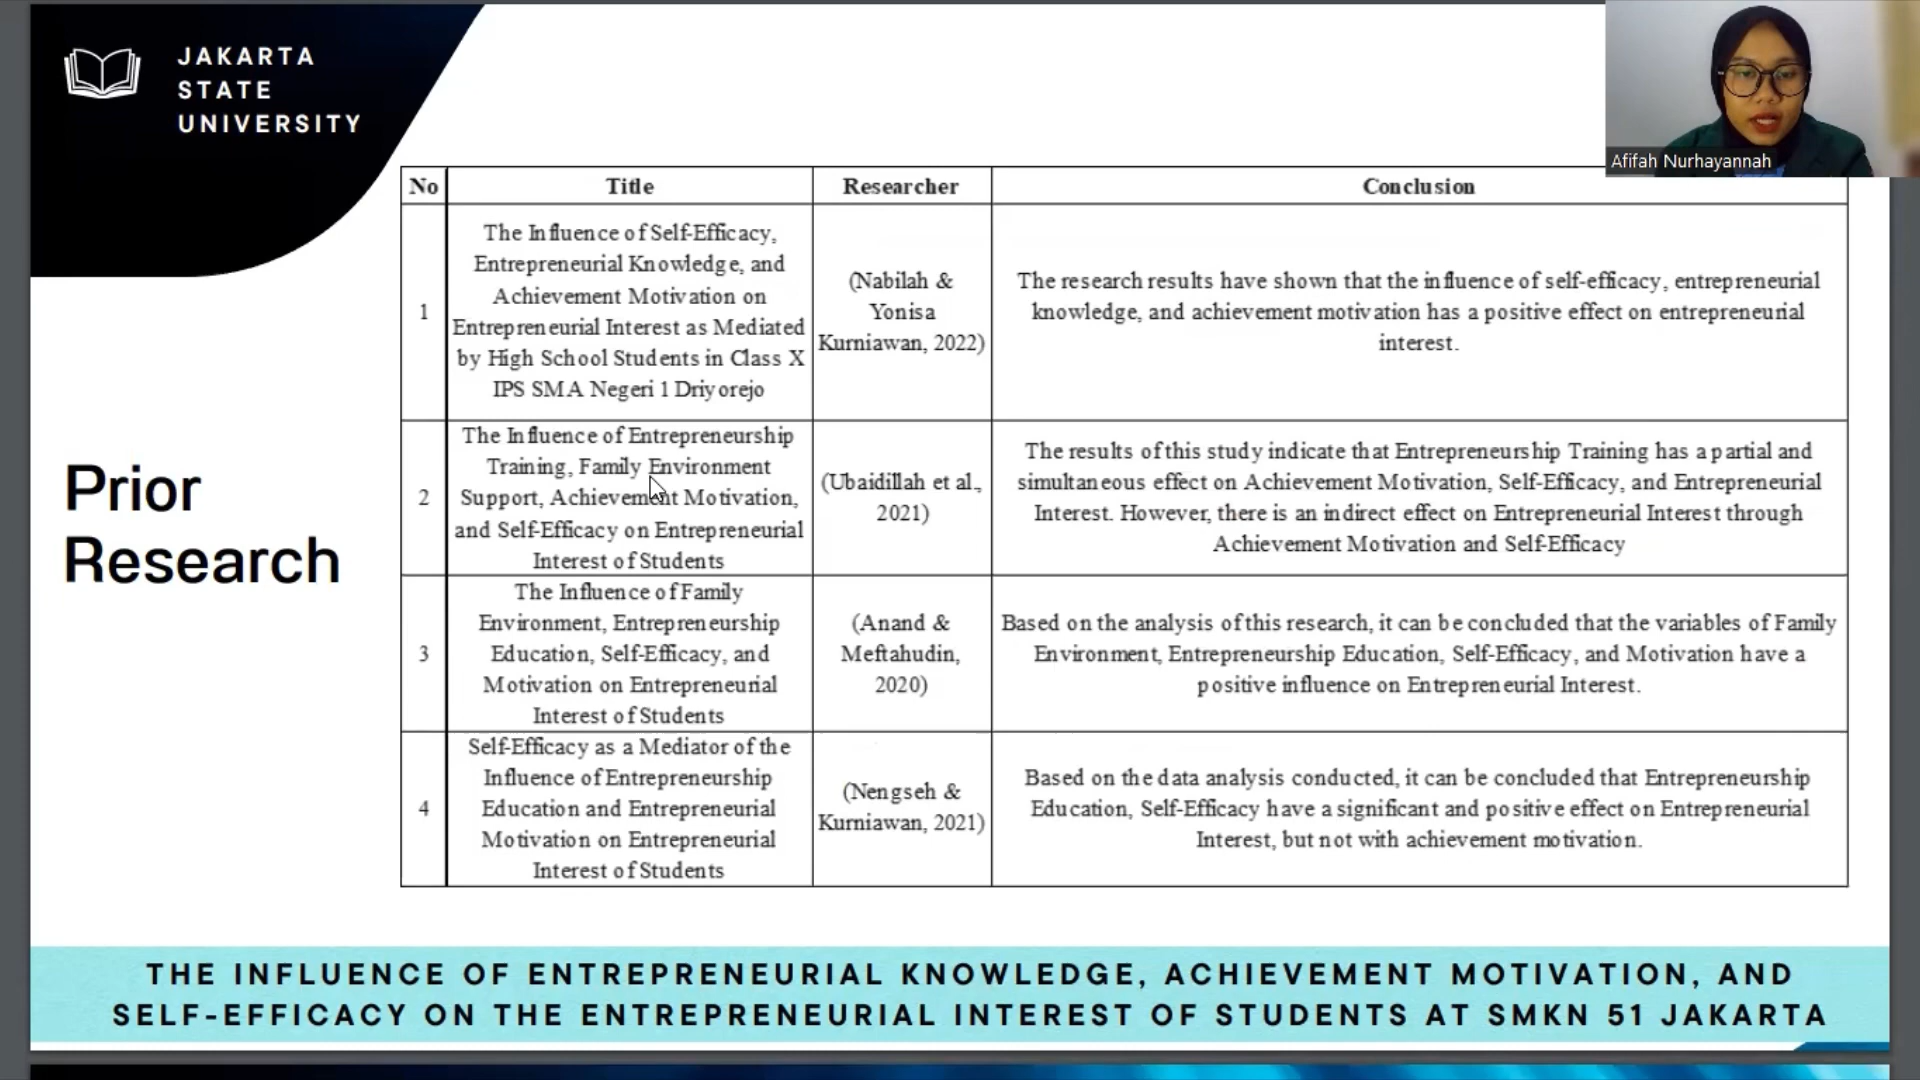 JAKARTA
STATE
UNIVERSITY
Afifah Nurhayannah
Prior
Research
No
Title
Researcher
Conclusion
1
The Influence of Self-Efficacy,
Entrepreneurial Knowledge, and
Achievement Motivation on
Entrepreneurial Interest as Mediated
by High School Students in Class X
IPS SMA Negeri 1 Driyorejo
(Nabilah &
Yonisa
Kurniawan, 2022)
The research results have shown that the influence of self-efficacy, entrepreneurial
knowledge, and achievement motivation has a positive effect on entrepreneurial
interest.
2
The Influence of Entrepreneurship
Training, Family Environment
Support, Achievement Motivation,
and Self-Efficacy on Entrepreneurial
Interest of Students
(Ubaidillah et al.,
2021)
The results of this study indicate that Entrepreneurship Training has a partial and
simultaneous effect on Achievement Motivation, Self-Efficacy, and Entrepreneurial
Interest. However, there is an indirect effect on Entrepreneurial Interest through
Achievement Motivation and Self-Efficacy
3
The Influence of Family
Environment, Entrepreneurship
Education, Self-Efficacy, and
Motivation on Entrepreneurial
Interest of Students
(Anand &
Meftahudin,
2020)
Based on the analysis of this research, it can be concluded that the variables of Family
Environment, Entrepreneurship Education, Self-Efficacy, and Motivation have a
positive influence on Entrepreneurial Interest.
4
Self-Efficacy as a Mediator of the
Influence of Entrepreneurship
Education and Entrepreneurial
Motivation on Entrepreneurial
Interest of Students
(Nengseh &
Kurniawan, 2021)
Based on the data analysis conducted, it can be concluded that Entrepreneurship
Education, Self-Efficacy have a significant and positive effect on Entrepreneurial
Interest, but not with achievement motivation.
THE INFLUENCE OF ENTREPRENEURIAL KNOWLEDGE, ACHIEVEMENT MOTIVATION, AND
SELF-EFFICACY ON THE ENTREPRENEURIAL INTEREST OF STUDENTS AT SMKN 51 JAKARTA